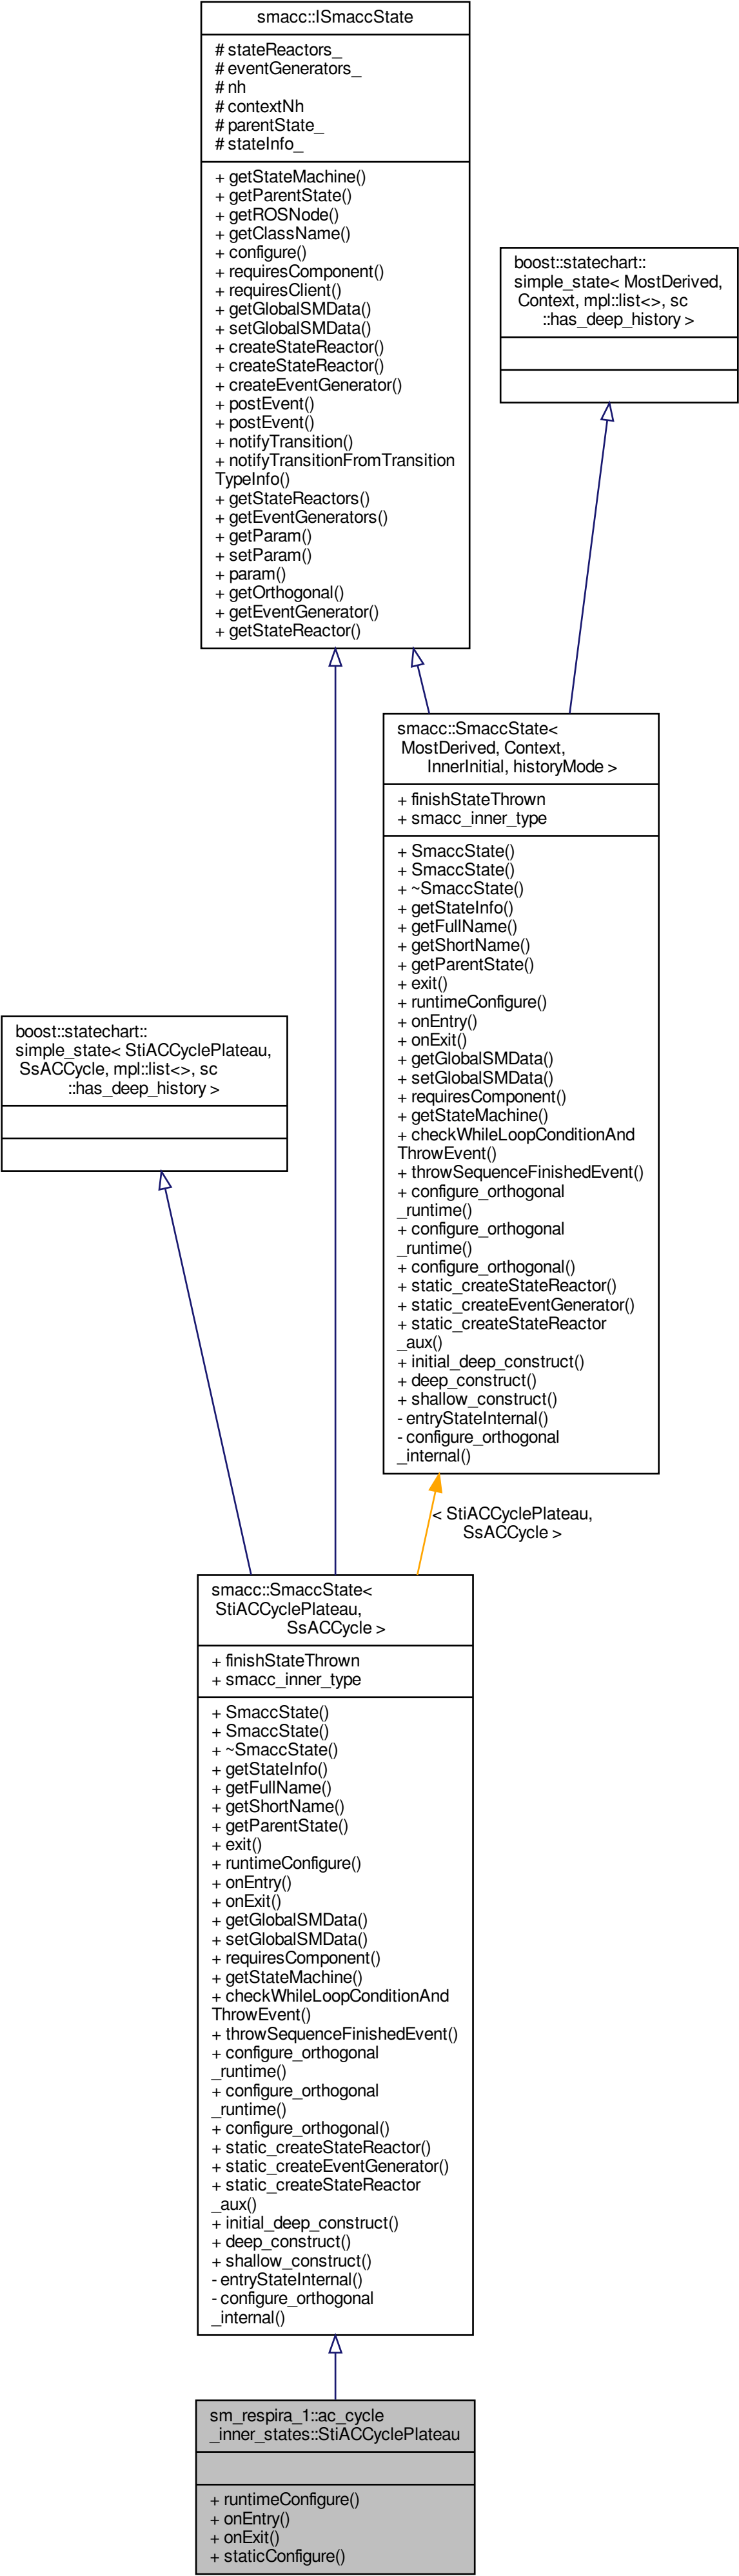 smacc::ISmaccState
# stateReactors_
# eventGenerators_
# nh
# contextNh
# parentState_
# stateInfo_
+ getStateMachine()
+ getParentState()
+ getROSNode()
+ getClassName()
+ configure()
+ requiresComponent()
+ requiresClient()
+ getGlobalSMData()
+ setGlobalSMData()
+ createStateReactor()
+ createStateReactor()
+ createEventGenerator()
+ postEvent()
+ postEvent()
+ notifyTransition()
+ notifyTransitionFromTransition
TypeInfo()
+ getStateReactors()
+ getEventGenerators()
+ getParam()
+ setParam()
+ param()
+ getOrthogonal()
+ getEventGenerator()
+ getStateReactor()
boost::statechart::
simple_state< MostDerived,
Context, mpl::list<>, sc
::has_deep_history >
smacc::SmaccState<
MostDerived, Context,
InnerInitial, historyMode >
+ finishStateThrown
+ smacc_inner_type
+ SmaccState()
+ SmaccState()
+ ~SmaccState()
+ getStateInfo()
+ getFullName()
+ getShortName()
+ getParentState()
+ exit()
+ runtimeConfigure()
+ onEntry()
+ onExit()
+ getGlobalSMData()
+ setGlobalSMData()
+ requiresComponent()
+ getStateMachine()
+ checkWhileLoopConditionAnd
ThrowEvent()
+ throwSequenceFinishedEvent()
+ configure_orthogonal
_runtime()
+ configure_orthogonal
_runtime()
+ configure_orthogonal()
+ static_createStateReactor()
+ static_createEventGenerator()
+ static_createStateReactor
_aux()
+ initial_deep_construct()
+ deep_construct()
+ shallow_construct()
- entryStateInternal()
- configure_orthogonal
_internal()
boost::statechart::
simple_state< StiACCyclePlateau,
SsACCycle, mpl::list<>, sc
::has_deep_history >
< StiACCyclePlateau,
SsACCycle >
smacc::SmaccState<
StiACCyclePlateau,
SsACCycle >
+ finishStateThrown
+ smacc_inner_type
+ SmaccState()
+ SmaccState()
+ ~SmaccState()
+ getStateInfo()
+ getFullName()
+ getShortName()
+ getParentState()
+ exit()
+ runtimeConfigure()
+ onEntry()
+ onExit()
+ getGlobalSMData()
+ setGlobalSMData()
+ requiresComponent()
+ getStateMachine()
+ checkWhileLoopConditionAnd
ThrowEvent()
+ throwSequenceFinishedEvent()
+ configure_orthogonal
_runtime()
+ configure_orthogonal
_runtime()
+ configure_orthogonal()
+ static_createStateReactor()
+ static_createEventGenerator()
+ static_createStateReactor
_aux()
+ initial_deep_construct()
+ deep_construct()
+ shallow_construct()
- entryStateInternal()
- configure_orthogonal
_internal()
sm_respira_1::ac_cycle
_inner_states::StiACCyclePlateau
+ runtimeConfigure()
+ onEntry()
+ onExit()
+ staticConfigure()